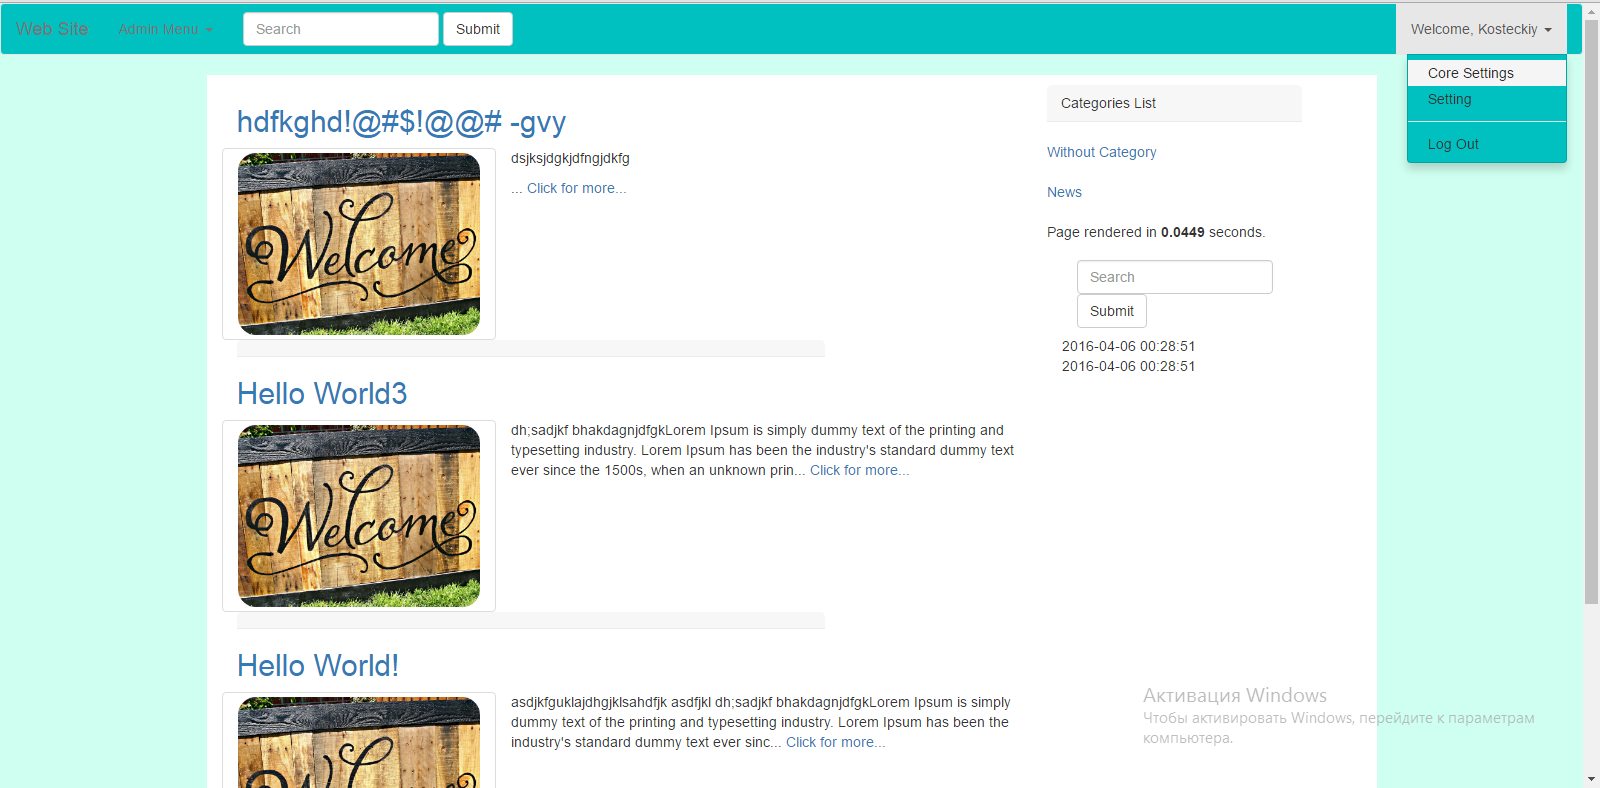 Web Site
Admin Menu
Search
Submit
Welcome, Kosteckiy
Core Settings
Setting
Log Out
hdfkghd!@#$!@@# -gvy
Welcome
dsjksjdgkjdfngjdkfg
... Click for more...
Hello World3
Welcome
dh;sadjkf bhakdagnjdfgkLorem Ipsum is simply dummy text of the printing and
typesetting industry. Lorem Ipsum has been the industry's standard dummy text
ever since the 1500s, when an unknown prin... Click for more...
Hello World!
Welcome
asdjkfguklajdhgjklsahdfjk asdfjkl dh;sadjkf bhakdagnjdfgkLorem Ipsum is simply
dummy text of the printing and typesetting industry. Lorem Ipsum has been the
industry's standard dummy text ever sinc... Click for more...
Categories List
Without Category
News
Page rendered in 0.0449 seconds.
Search
Submit
2016-04-06 00:28:51
2016-04-06 00:28:51
Активация Windows
Чтобы активировать Windows, перейдите к параметрам
компьютера.